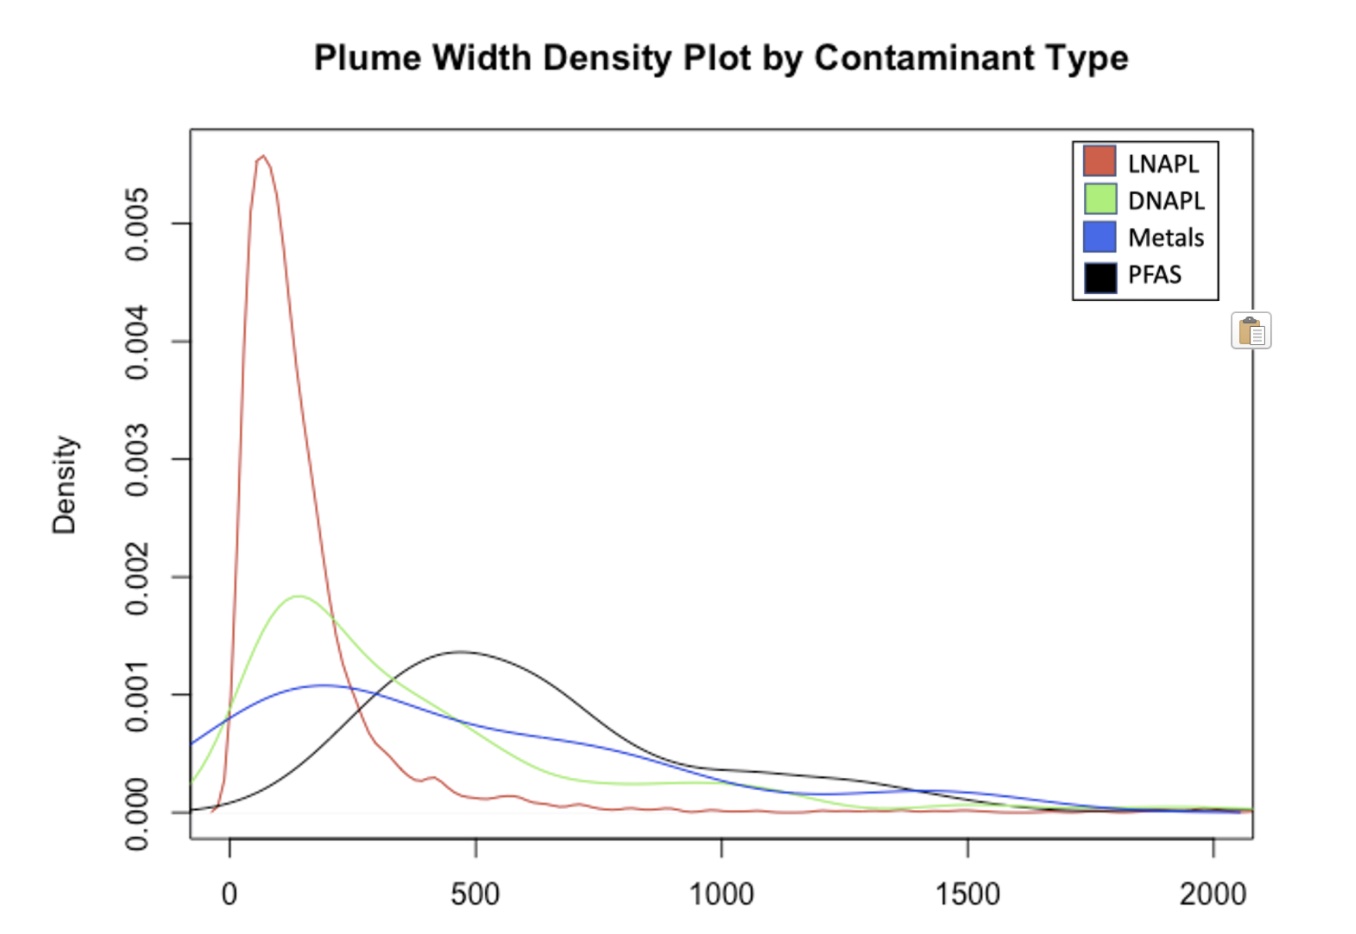 Plume Width Density Plot by Contaminant Type
LNAPL
DNAPL
Metals
PFAS
Density
0.005
0.004
0.003
0.002
0.001
0.000
0 500 1000 1500 2000